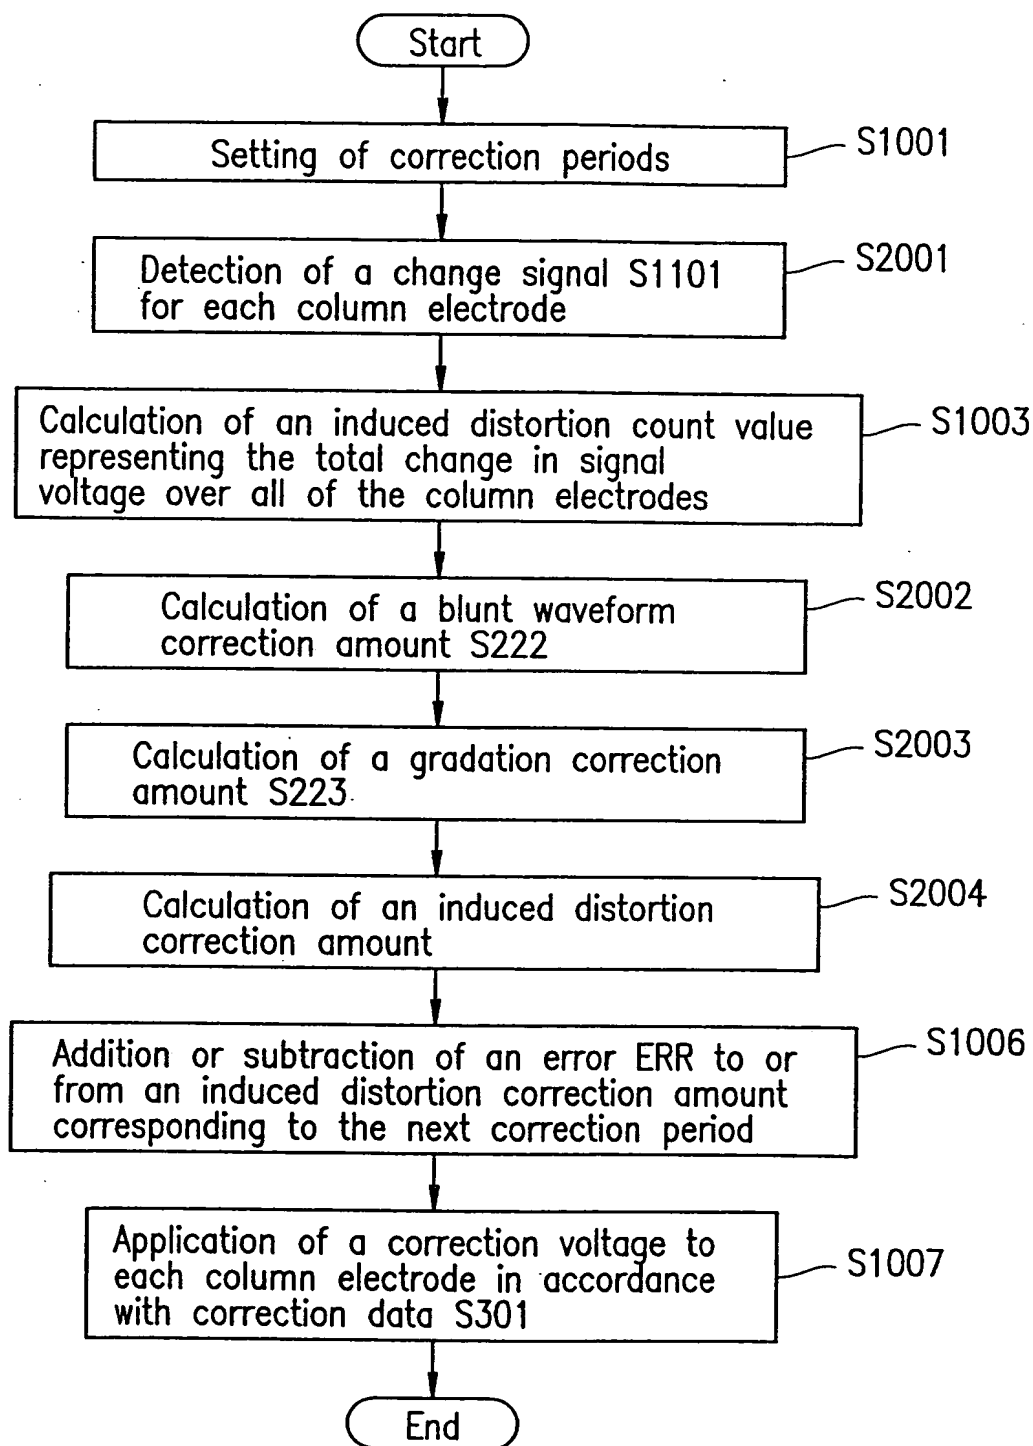 Start
Setting of correction periods
S1001
Detection of a change signal S1101
for each column electrode
S2001
Calculation of an induced distortion count value
representing the total change in signal
voltage over all of the column electrodes
S1003
Calculation of a blunt waveform
correction amount S222
S2002
Calculation of a gradation correction
amount S223
S2003
Calculation of an induced distortion
correction amount
S2004
Addition or subtraction of an error ERR to or
from an induced distortion correction amount
corresponding to the next correction period
S1006
Application of a correction voltage to
each column electrode in accordance
with correction data S301
S1007
End